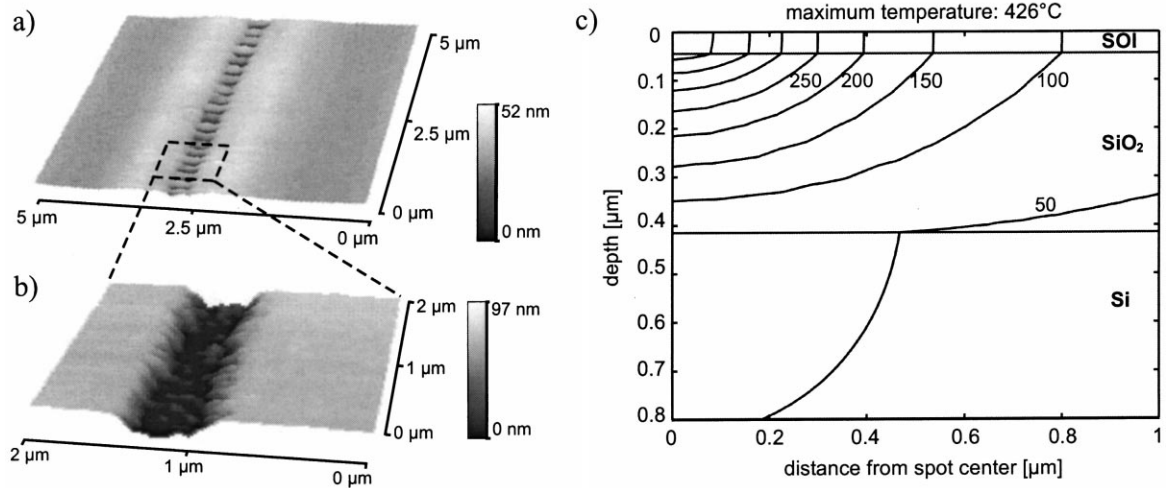 a)
5 µm
2.5 µm
0 µm
5 µm
2.5 µm
0 µm
52 nm
0 nm
b)
2 µm
1 µm
0 µm
2 µm
1 µm
0 µm
97 nm
0 nm
c)
maximum temperature: 426°C
0
0.1
0.2
0.3
0.4
0.5
0.6
0.7
0.8
depth [µm]
SOI
250
200
150
100
SiO₂
50
Si
0
0.2
0.4
0.6
0.8
1
distance from spot center [µm]